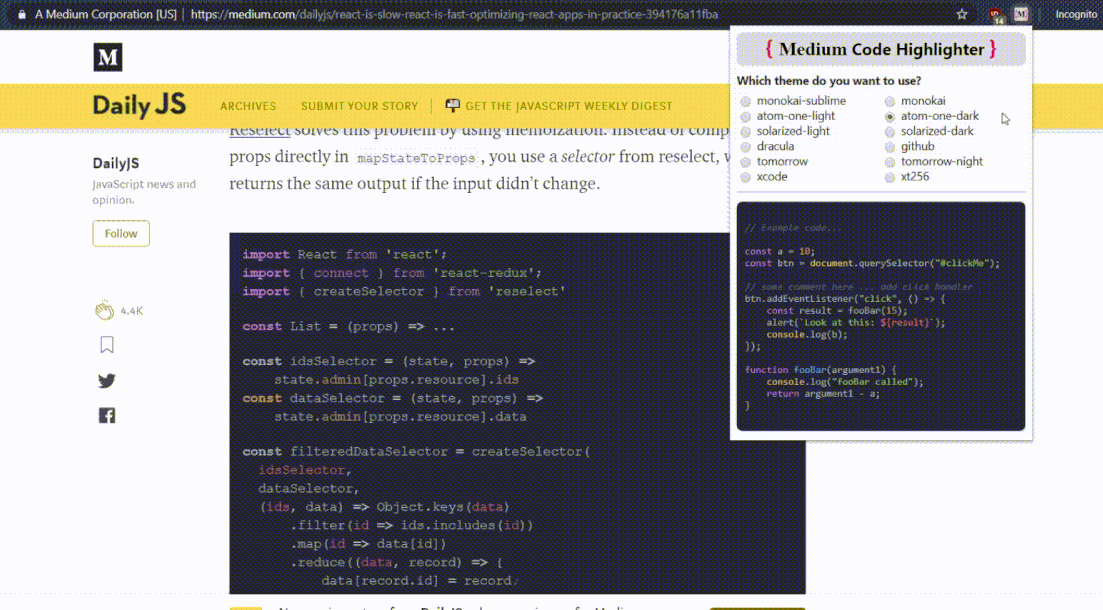 A Medium Corporation [US] | https://medium.com/dailyjs/react-is-slow-react-is-fast-optimizing-react-apps-in-practice-394176a11fba
14
M
Incognito
M
Daily JS
ARCHIVES
SUBMIT YOUR STORY
GET THE JAVASCRIPT WEEKLY DIGEST
Reselect solves this problem by using memoization. Instead of comp
props directly in mapStateToProps, you use a selector from reselect, w
returns the same output if the input didn't change.
DailyJS
JavaScript news and
opinion.
Follow
4.4K
import React from 'react';
import { connect } from 'react-redux';
import { createSelector } from 'reselect'
const List = (props) => ...
const idsSelector = (state, props) =>
state.admin[props.resource].ids
const dataSelector = (state, props) =>
state.admin[props.resource].data
const filteredDataSelector = createSelector(
idsSelector,
dataSelector,
(ids, data) => Object.keys(data)
.filter(id => ids.includes(id))
.map(id => data[id])
.reduce((data, record) => {
data[record.id] = record;
{ Medium Code Highlighter }
Which theme do you want to use?
monokai-sublime
monokai
atom-one-light
atom-one-dark
solarized-light
solarized-dark
dracula
github
tomorrow
tomorrow-night
xcode
xt256
// Example code...
const a = 10;
const btn = document.querySelector("#clickMe");
// some comment here ... add click handler
btn.addEventListener("click", () => {
const result = fooBar(15);
alert(`Look at this: ${result}`);
console.log(b);
});
function fooBar(argument1) {
console.log("fooBar called");
return argument1 - a;
}